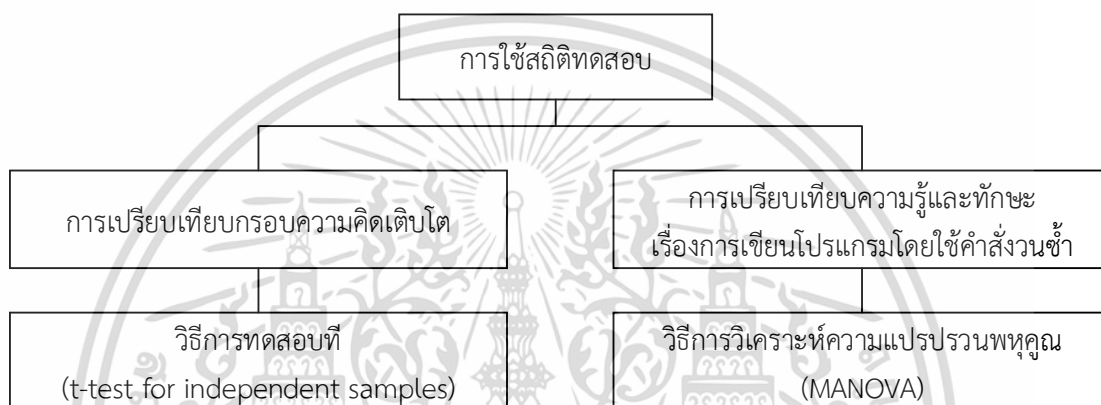 การใช้สถิติทดสอบ
การเปรียบเทียบกรอบความคิดเติบโต
การเปรียบเทียบความรู้และทักษะ
เรื่องการเขียนโปรแกรมโดยใช้คำสั่งวนซ้ำ
วิธีการทดสอบที
(t-test for independent samples)
วิธีการวิเคราะห์ความแปรปรวนพหุคูณ
(MANOVA)